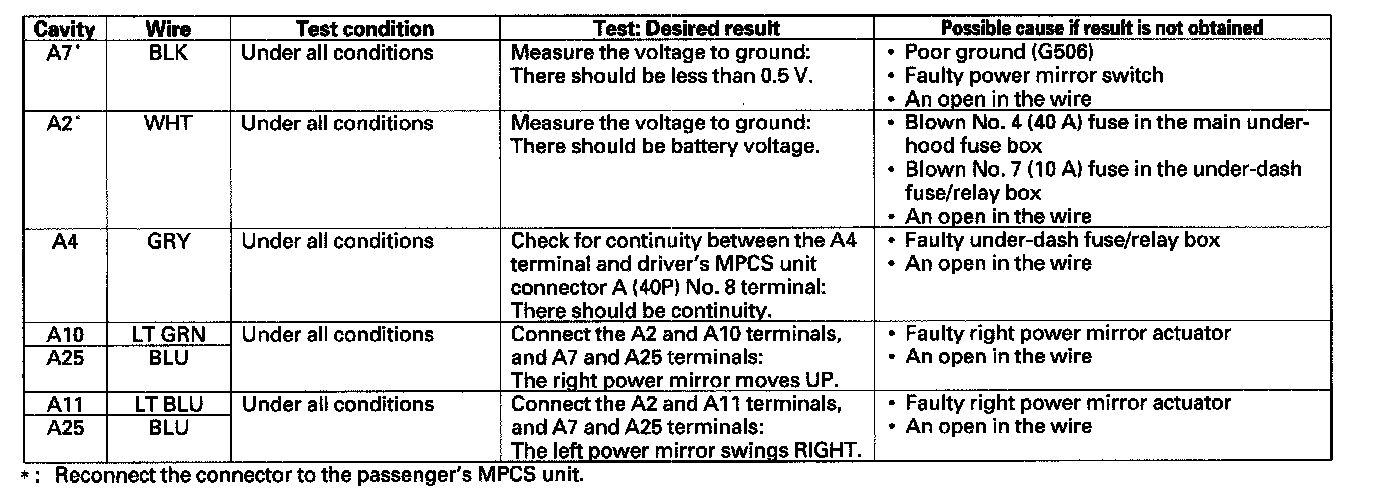 Cavity Wire Test condition Test: Desired result Possible cause if result is not obtained
A7* BLK Under all conditions Measure the voltage to ground: • Poor ground (G506)
There should be less than 0.5 V. • Faulty power mirror switch
• An open in the wire
A2* WHT Under all conditions Measure the voltage to ground: • Blown No. 4 (40 A) fuse in the main under-
There should be battery voltage. hood fuse box
• Blown No. 7 (10 A) fuse in the under-dash
fuse/relay box
• An open in the wire
A4 GRY Under all conditions Check for continuity between the A4 • Faulty under-dash fuse/relay box
terminal and driver's MPCS unit • An open in the wire
connector A (40P) No. 8 terminal:
There should be continuity.
A10 LT GRN Under all conditions Connect the A2 and A10 terminals, • Faulty right power mirror actuator
A25 BLU and A7 and A25 terminals: • An open in the wire
The right power mirror moves UP.
A11 LT BLU Under all conditions Connect the A2 and A11 terminals, • Faulty right power mirror actuator
A25 BLU and A7 and A25 terminals: • An open in the wire
The left power mirror swings RIGHT.
*: Reconnect the connector to the passenger's MPCS unit.